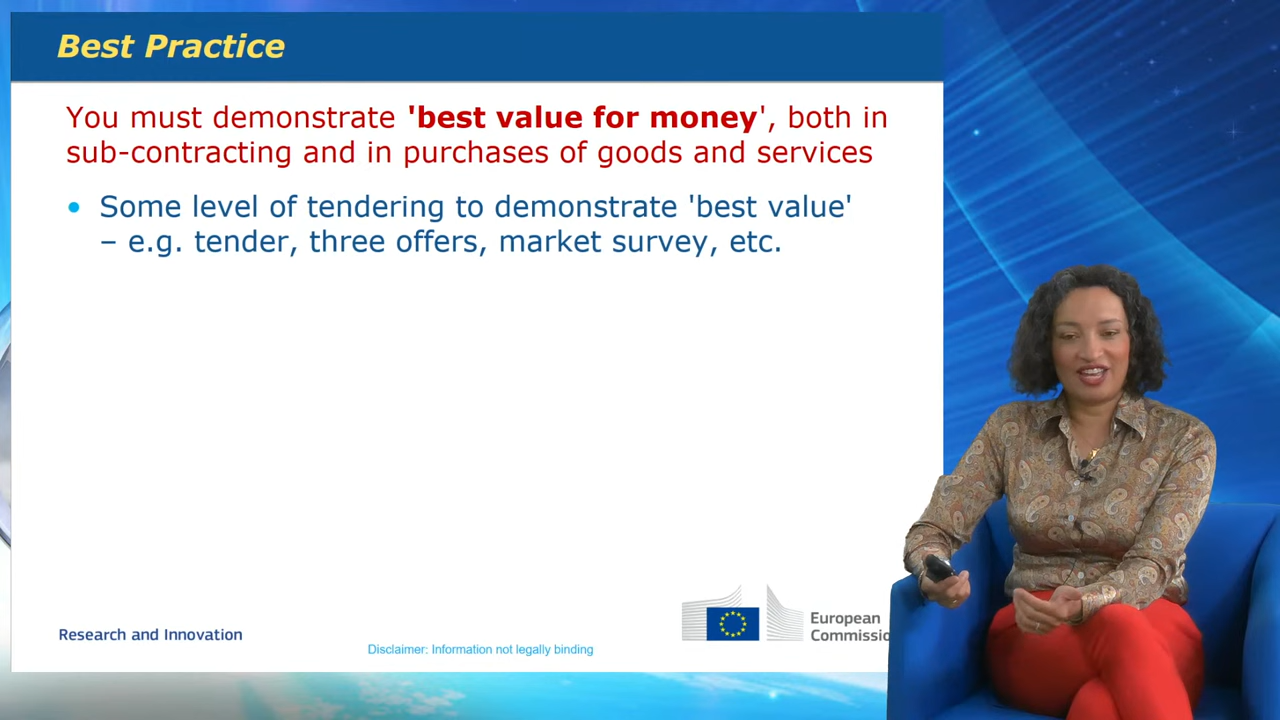 Best Practice
You must demonstrate 'best value for money', both in
sub-contracting and in purchases of goods and services
• Some level of tendering to demonstrate 'best value'
– e.g. tender, three offers, market survey, etc.
Research and Innovation
Disclaimer: Information not legally binding
European
Commissio